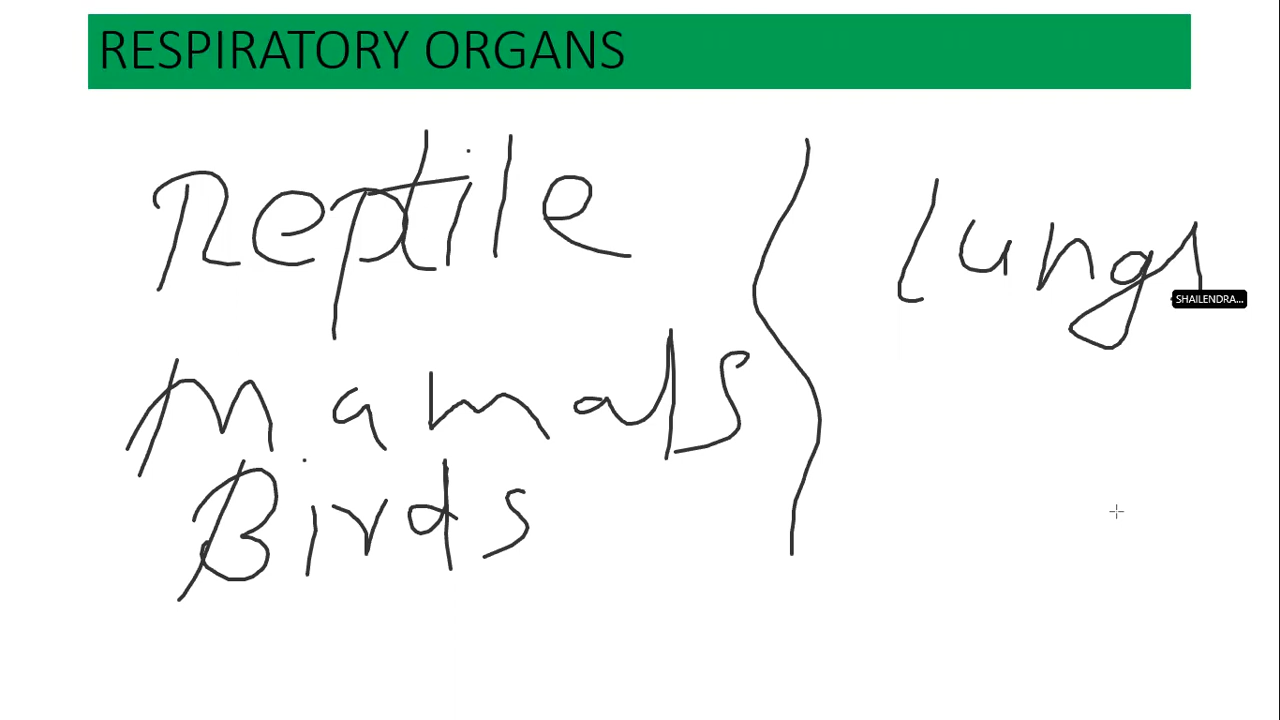 RESPIRATORY ORGANS
Reptile
lungs
SHAILENDRA...
Mamals
Birds